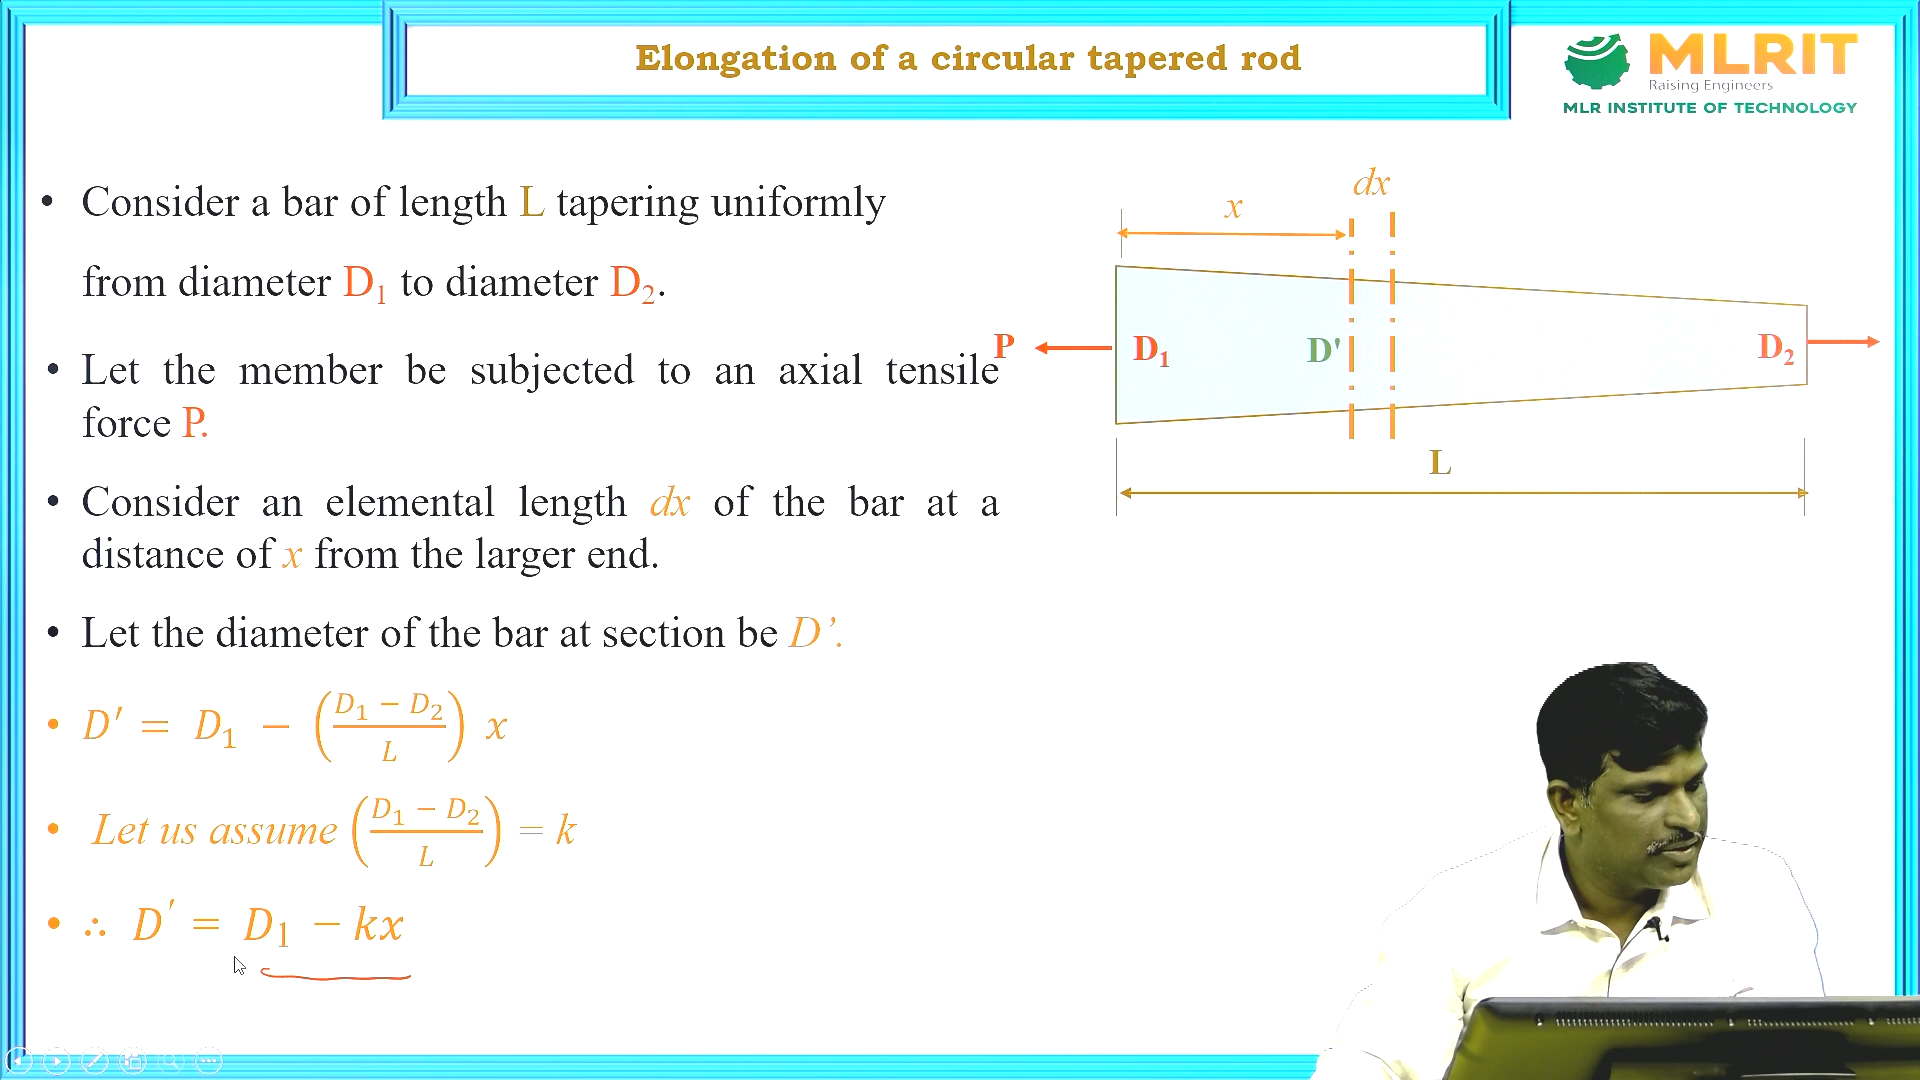 Elongation of a circular tapered rod
MLRIT
Raising Engineers
MLR INSTITUTE OF TECHNOLOGY
• Consider a bar of length L tapering uniformly
from diameter D₁ to diameter D₂.
• Let the member be subjected to an axial tensile
force P.
• Consider an elemental length dx of the bar at a
distance of x from the larger end.
• Let the diameter of the bar at section be D’.
• D′ = D₁ − ((D₁ − D₂)/L) x
• Let us assume ((D₁ − D₂)/L) = k
• ∴ D′ = D₁ − kx
dx
x
P
D₁
D'
D₂
L